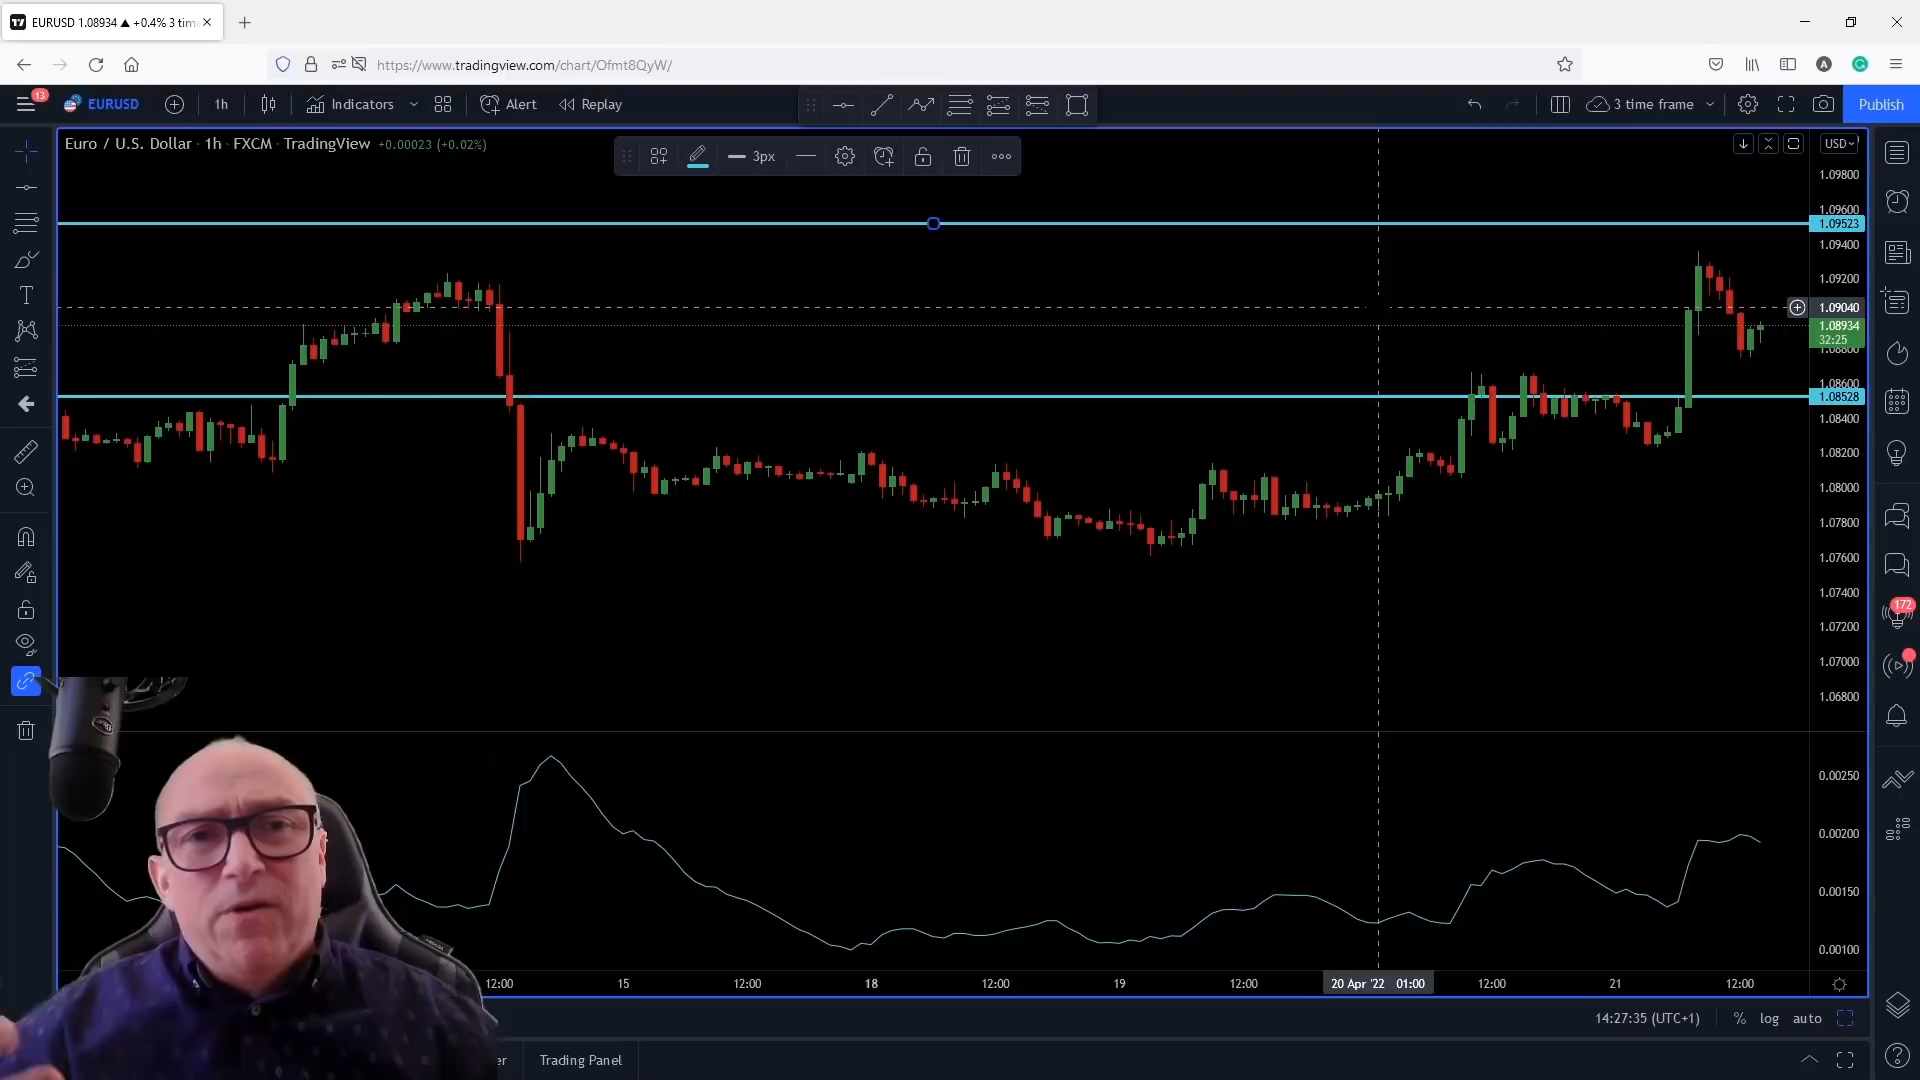 EURUSD 1.08934 ▲ +0.4% 3 tim
https://www.tradingview.com/chart/Ofmt8QyW/
13
EURUSD
1h
Indicators
Alert
Replay
3 time frame
Publish
Euro / U.S. Dollar · 1h · FXCM · TradingView +0.00023 (+0.02%)
3px
USD
1.09800
1.09600
1.09523
1.09400
1.09200
1.09040
1.08934
32:25
1.08800
1.08600
1.08528
1.08400
1.08200
1.08000
1.07800
1.07600
1.07400
1.07200
1.07000
1.06800
172
0.00250
0.00200
0.00150
0.00100
12:00
15
12:00
18
12:00
19
12:00
20 Apr '22 01:00
12:00
21
12:00
14:27:35 (UTC+1)
%
log
auto
er
Trading Panel